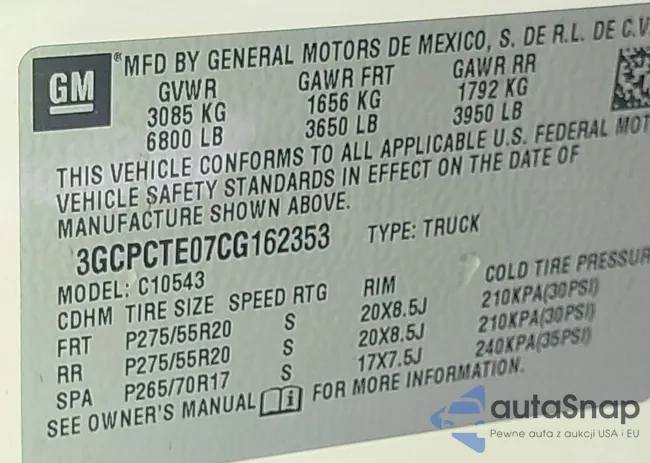 GM ® MFD BY GENERAL MOTORS DE MEXICO, S. DE R.L. DE C.V
GVWR GAWR FRT GAWR RR
3085 KG 1656 KG 1792 KG
6800 LB 3650 LB 3950 LB
THIS VEHICLE CONFORMS TO ALL APPLICABLE U.S. FEDERAL MOT
VEHICLE SAFETY STANDARDS IN EFFECT ON THE DATE OF
MANUFACTURE SHOWN ABOVE.
3GCPCTE07CG162353 TYPE: TRUCK
MODEL: C10543
CDHM TIRE SIZE SPEED RTG RIM COLD TIRE PRESSUR
FRT P275/55R20 S 20X8.5J 210KPA(30PSI)
RR P275/55R20 S 20X8.5J 210KPA(30PSI)
SPA P265/70R17 S 17X7.5J 240KPA(35PSI)
SEE OWNER'S MANUAL FOR MORE INFORMATION.
autaSnap
Pewne auta z aukcji USA i EU